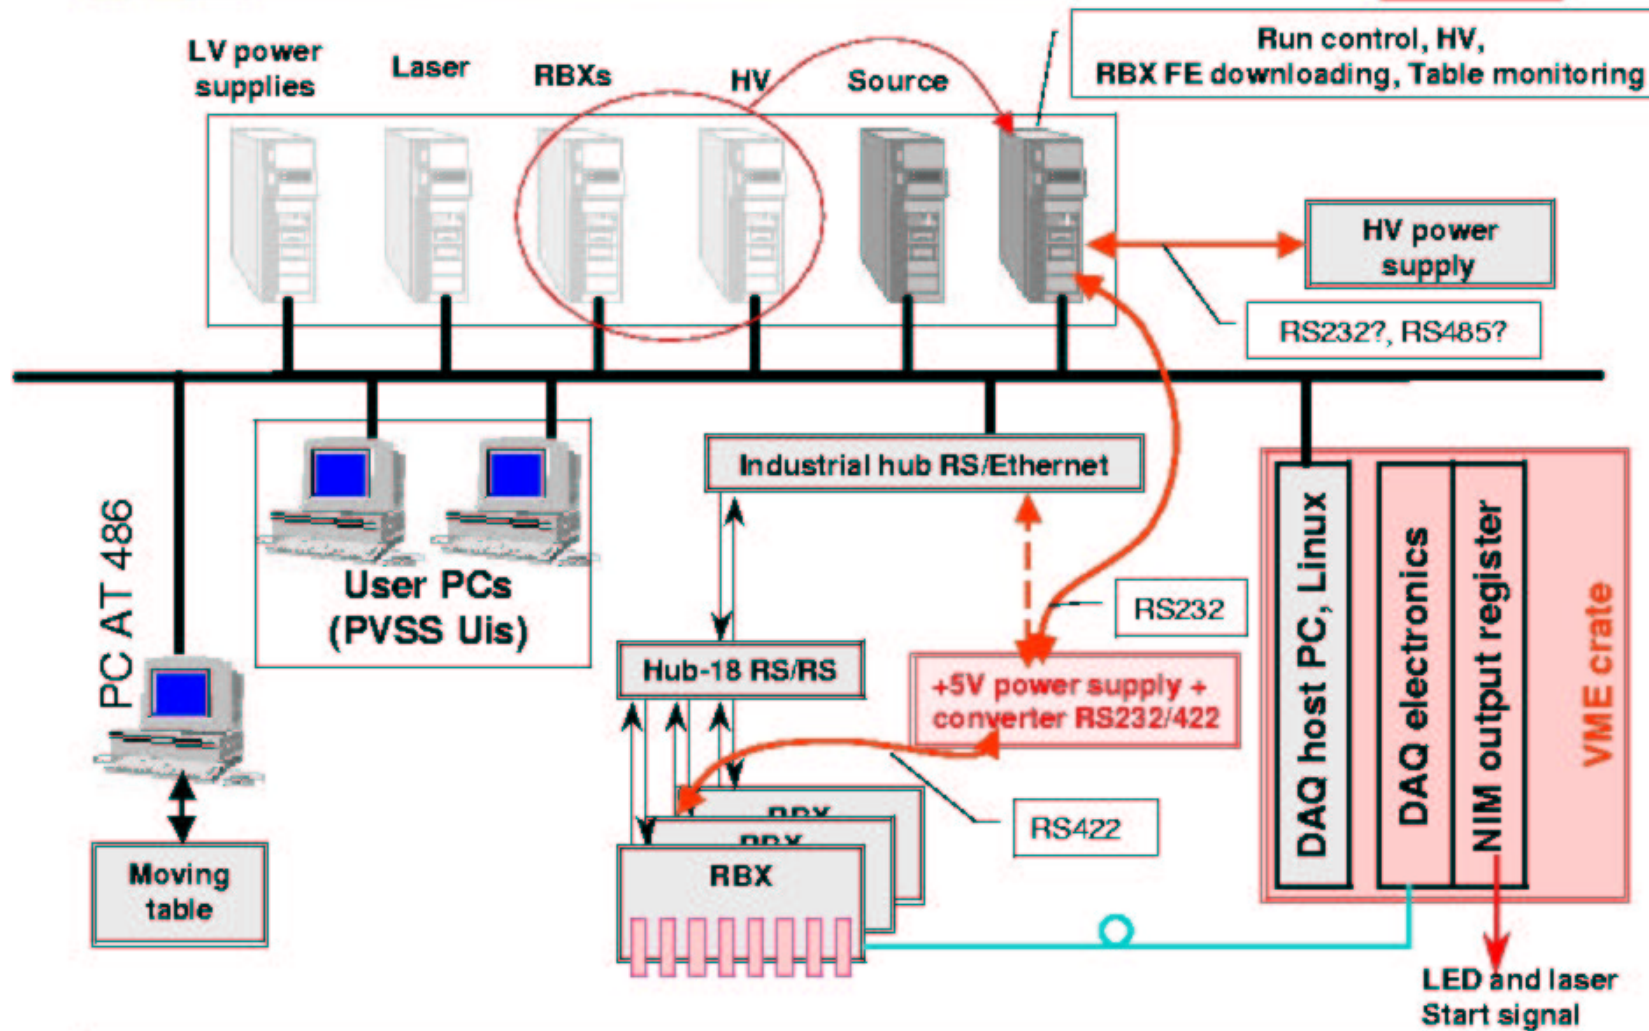 LV power
supplies
Laser
RBXs
HV
Source
Run control, HV,
RBX FE downloading, Table monitoring
HV power
supply
RS232?, RS485?
PC AT 486
User PCs
(PVSS Uis)
Industrial hub RS/Ethernet
RS232
Hub-18 RS/RS
+5V power supply +
converter RS232/422
RS422
RBX
RBX
RBX
Moving
table
DAQ host PC, Linux
DAQ electronics
NIM output register
VME crate
LED and laser
Start signal